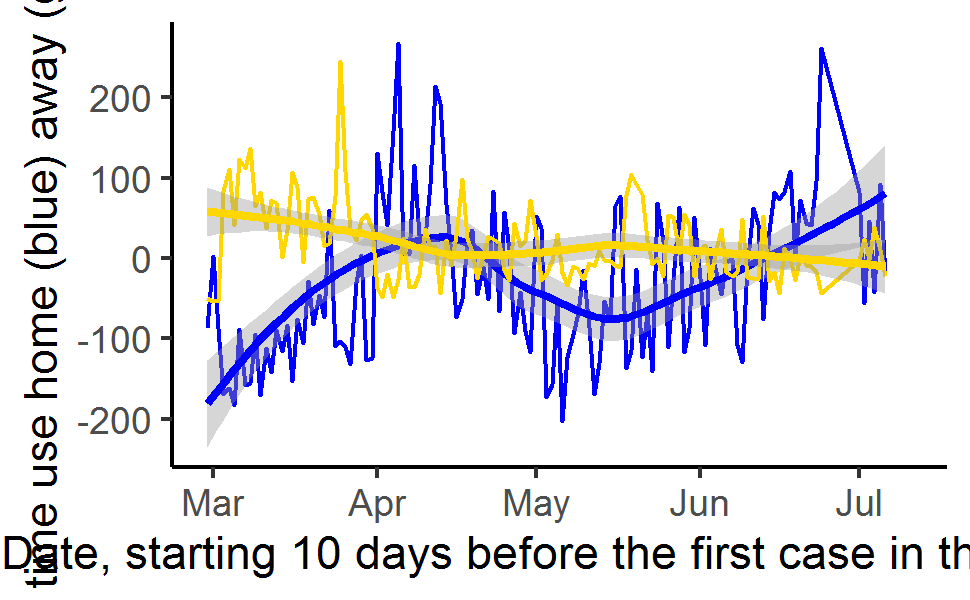 time use home (blue) away (
200
100
0
-100
-200
Mar Apr May Jun Jul
Date, starting 10 days before the first case in th